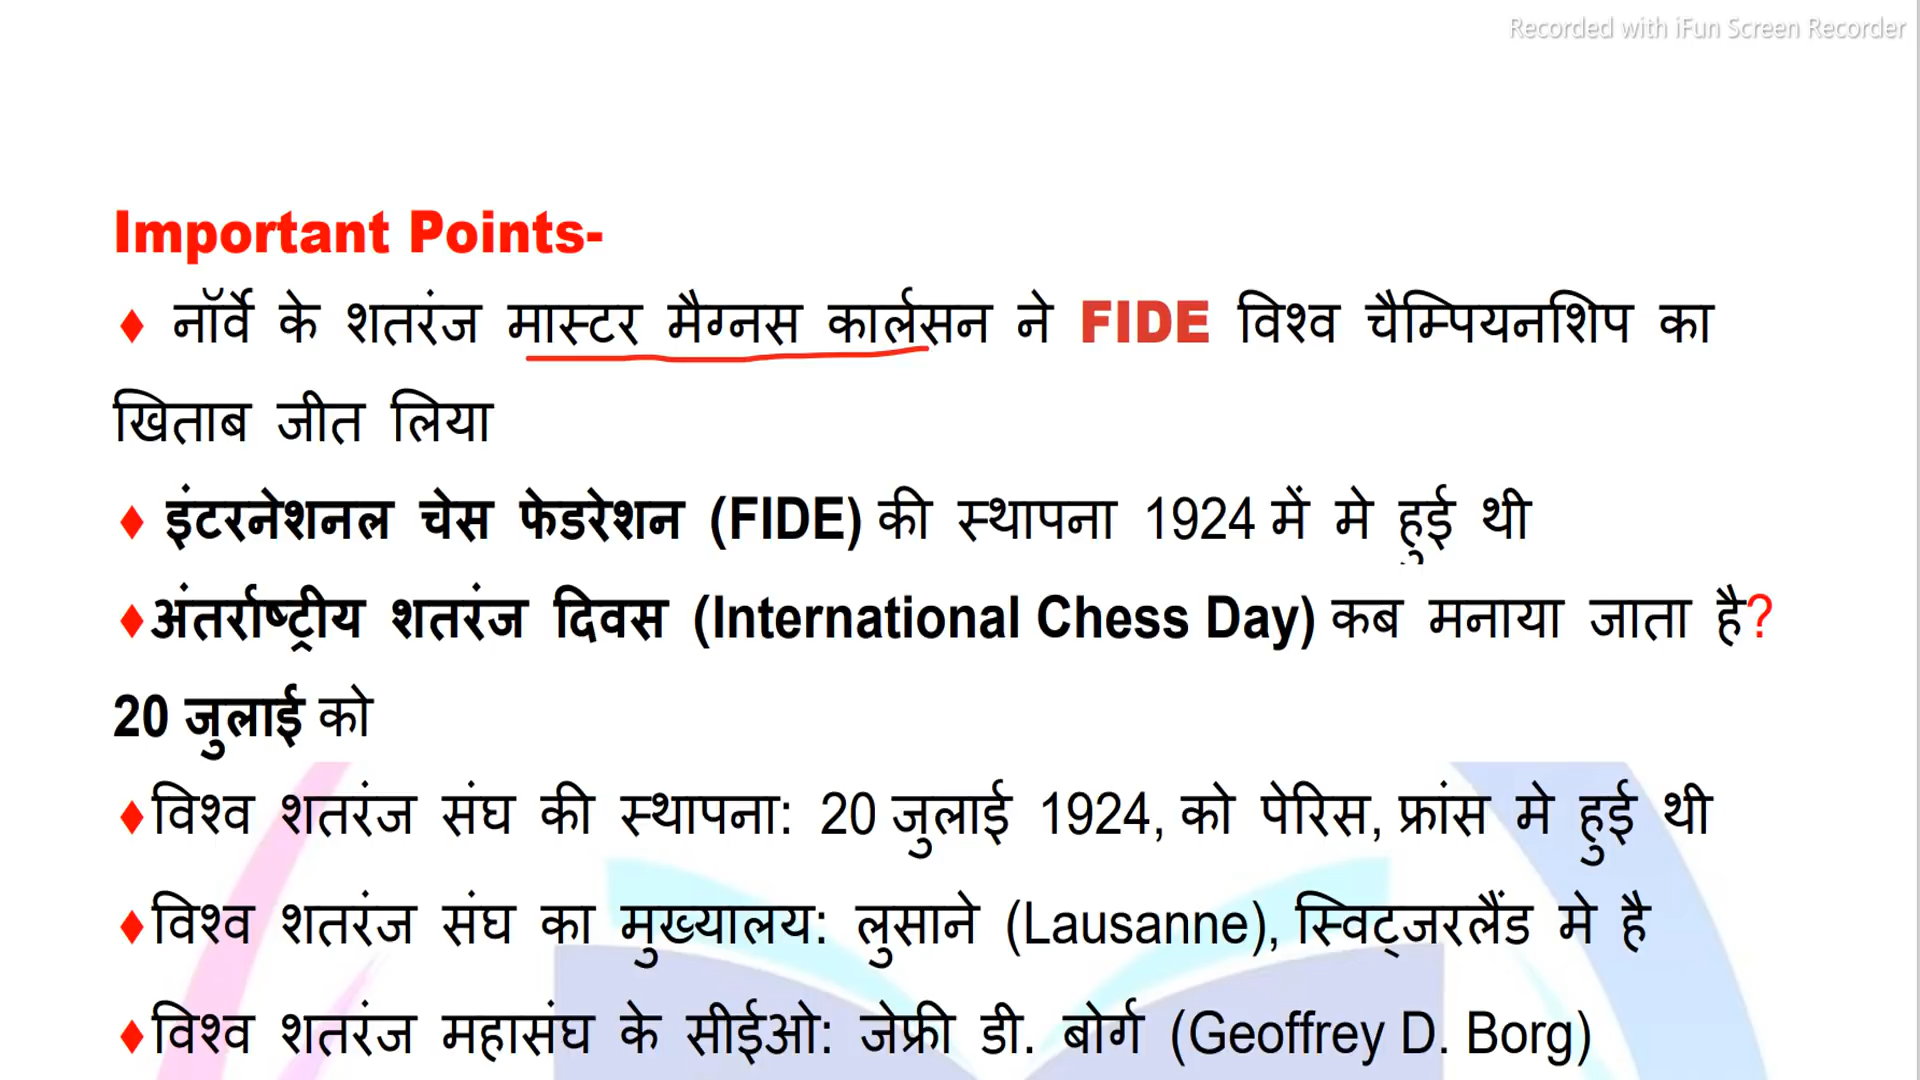 Recorded with iFun Screen Recorder
Important Points-
♦ नॉर्वे के शतरंज मास्टर मैग्नस कार्लसन ने FIDE विश्व चैम्पियनशिप का
खिताब जीत लिया
♦ इंटरनेशनल चेस फेडरेशन (FIDE) की स्थापना 1924 में मे हुई थी
♦अंतर्राष्ट्रीय शतरंज दिवस (International Chess Day) कब मनाया जाता है?
20 जुलाई को
♦विश्व शतरंज संघ की स्थापना: 20 जुलाई 1924, को पेरिस, फ्रांस मे हुई थी
♦विश्व शतरंज संघ का मुख्यालय: लुसाने (Lausanne), स्विट्जरलैंड मे है
♦विश्व शतरंज महासंघ के सीईओ: जेफ्री डी. बोर्ग (Geoffrey D. Borg)